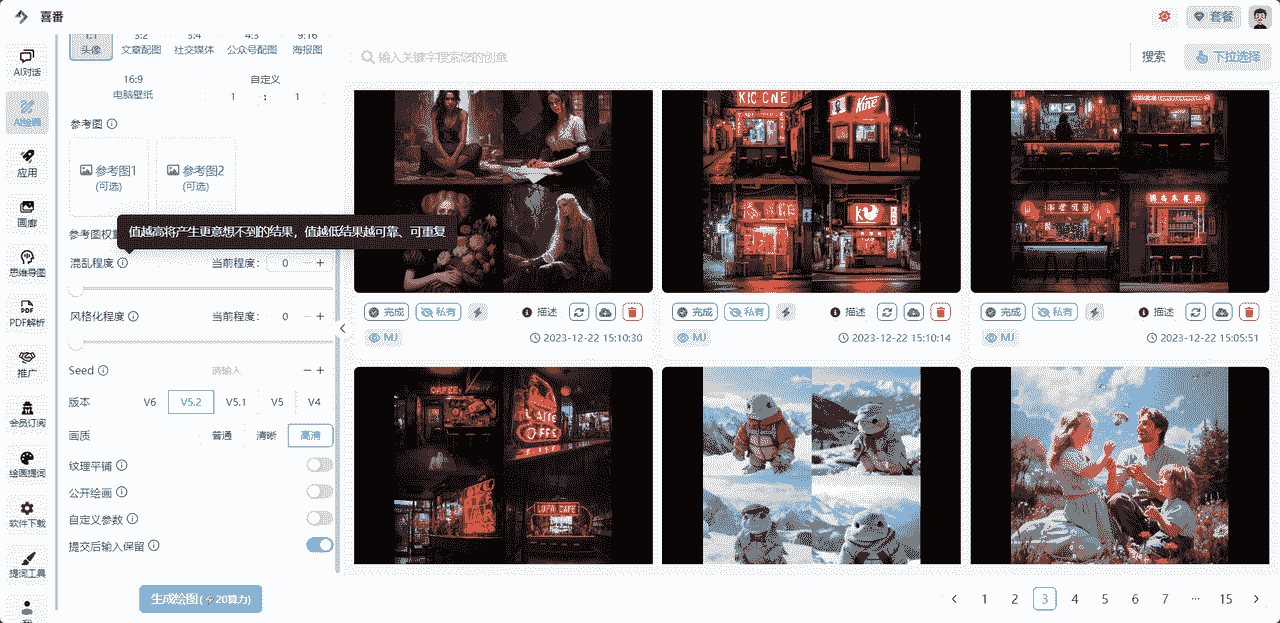 喜番
套餐
AI对话
AI绘画
应用
画廊
思维导图
PDF解析
推广
会员订阅
绘画提词
软件下载
提词工具
我
1:1
头像
3:2
文章配图
3:4
社交媒体
4:3
公众号配图
9:16
海报图
16:9
电脑壁纸
自定义
1 : 1
参考图
参考图1
(可选)
参考图2
(可选)
参考图权重
值越高将产生更意想不到的结果，值越低结果越可靠、可重复
混乱程度 当前程度： 0 − +
风格化程度 当前程度： 0 − +
Seed 请输入 − +
版本 V6 V5.2 V5.1 V5 V4
画质 普通 清晰 高清
纹理平铺
公开绘画
自定义参数
提交后输入保留
生成绘图(⚡20算力)
输入关键字搜索您的创意
搜索
下拉选择
KIC CNE
Kine
完成 私有 描述
MJ 2023-12-22 15:10:30
完成 私有 描述
MJ 2023-12-22 15:10:14
完成 私有 描述
MJ 2023-12-22 15:05:51
1 2 3 4 5 6 7 ··· 15